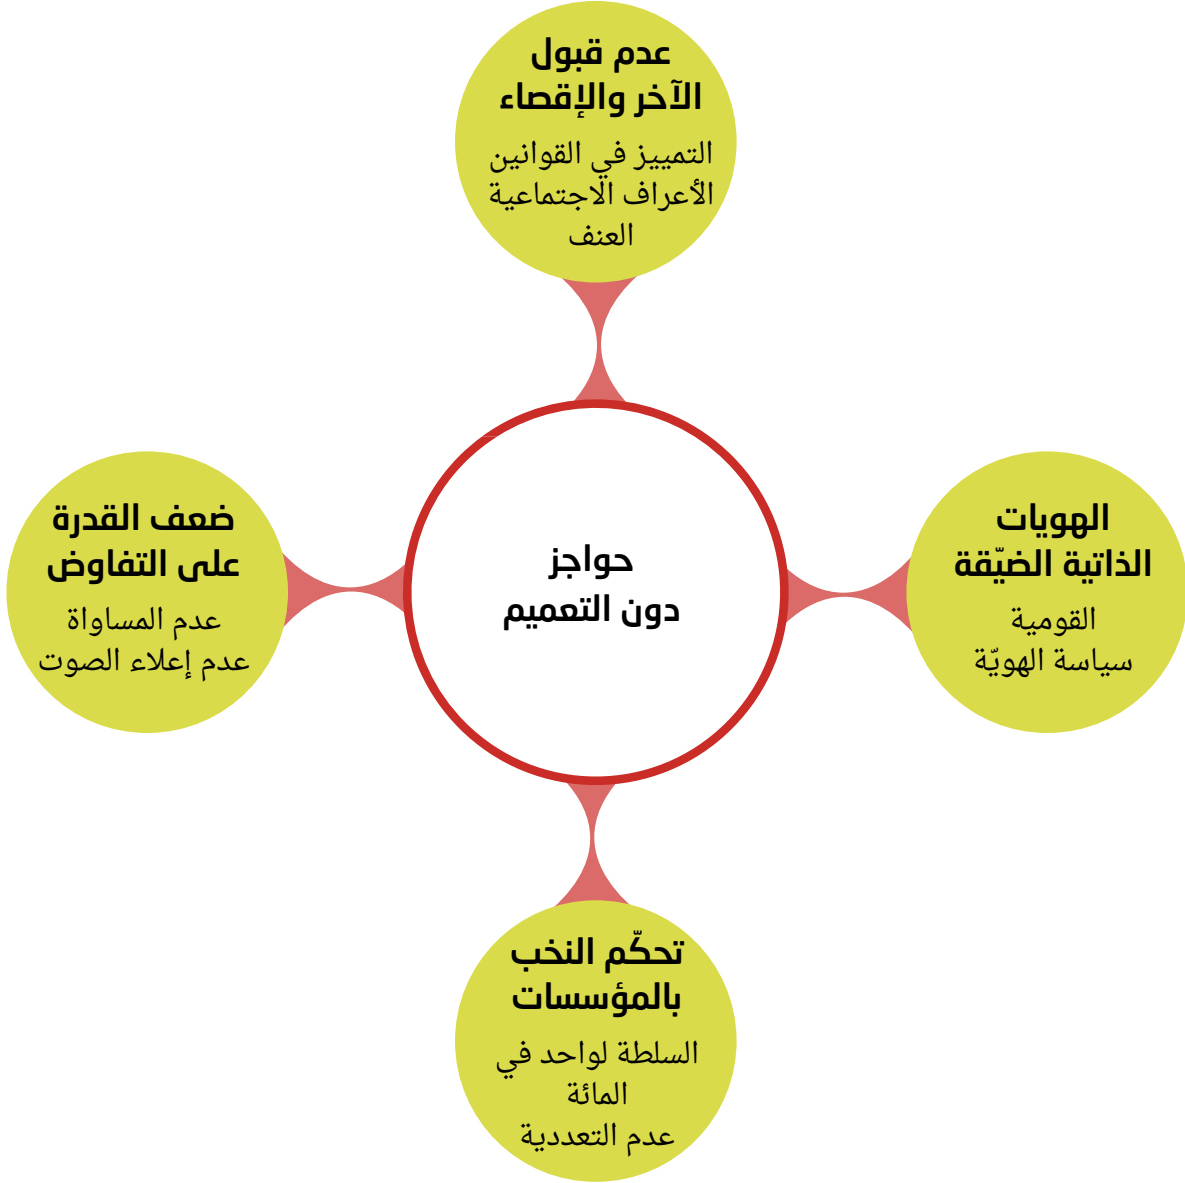 عدم قبول
الآخر والإقصاء
التمييز في القوانين
الأعراف الاجتماعية
العنف
الهويات
الذاتية الضيّقة
القومية
سياسة الهويّة
حواجز
دون التعميم
ضعف القدرة
على التفاوض
عدم المساواة
عدم إعلاء الصوت
تحكّم النخب
بالمؤسسات
السلطة لواحد في
المائة
عدم التعددية